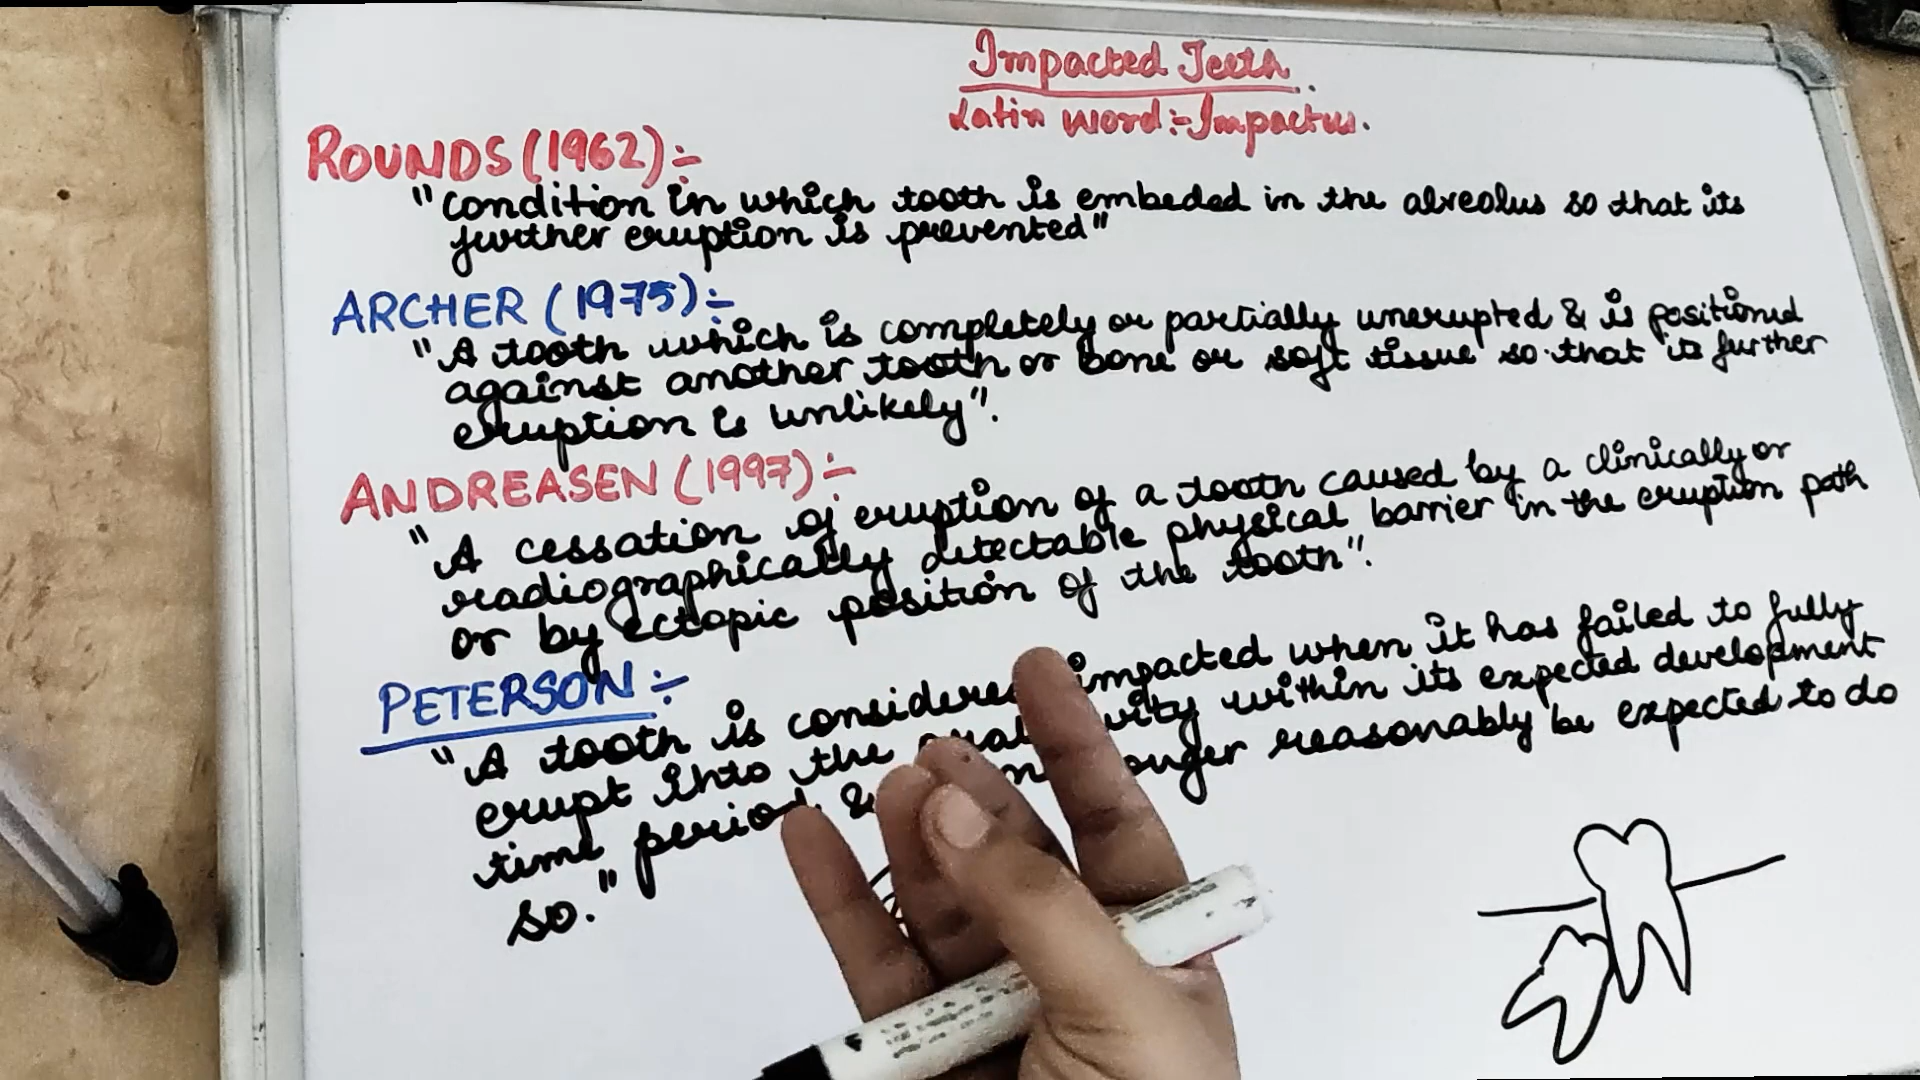 Impacted Teeth
Latin word:- Impactus.
ROUNDS (1962):-
"condition in which tooth is embeded in the alveolus so that its
further eruption is prevented"
ARCHER (1975):-
"A tooth which is completely or partially unerupted & is positioned
against another tooth or bone or soft tissue so that its further
eruption is unlikely".
ANDREASEN (1997):-
"A cessation of eruption of a tooth caused by a clinically or
radiographically detectable physical barrier in the eruption path
or by ectopic position of the tooth".
PETERSON:-
"A tooth is considered impacted when it has failed to fully
erupt into the within its expected development
time period & reasonably be expected to do
so."